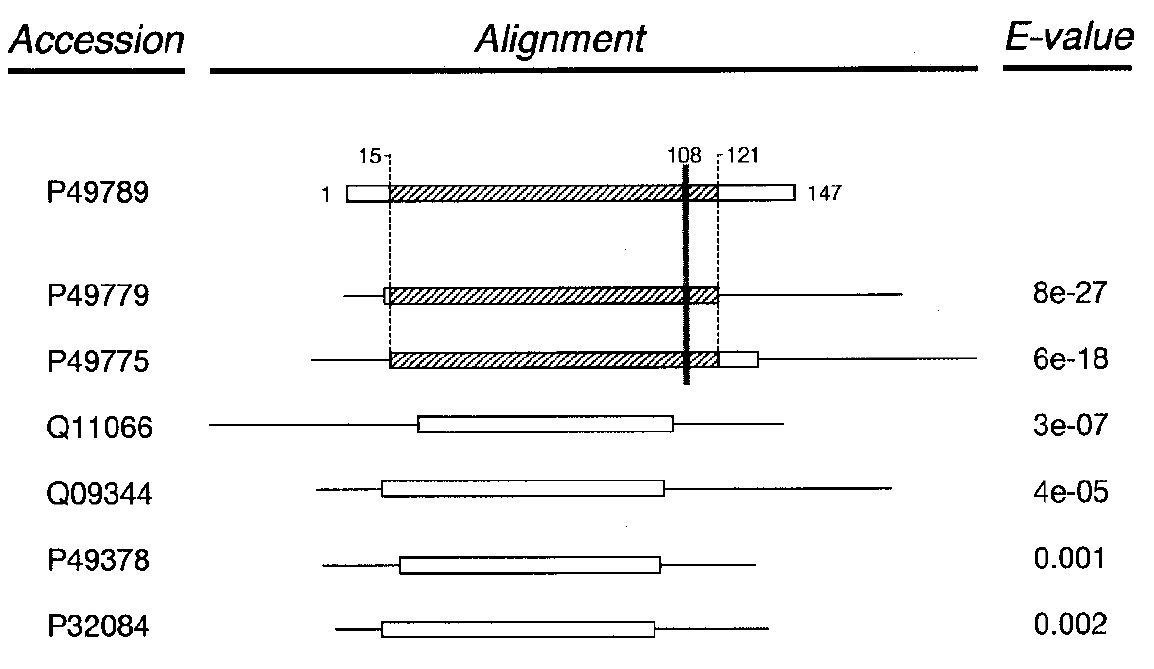 Accession Alignment E-value
15 108 121
P49789 1 147
P49779 8e-27
P49775 6e-18
Q11066 3e-07
Q09344 4e-05
P49378 0.001
P32084 0.002